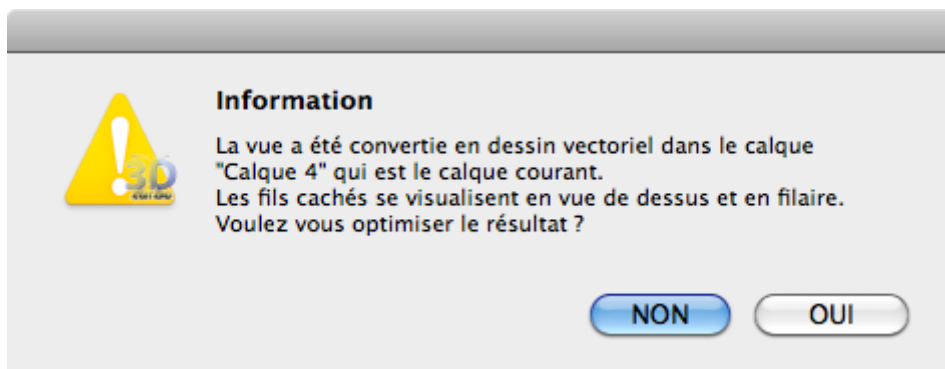 Information
La vue a été convertie en dessin vectoriel dans le calque
"Calque 4" qui est le calque courant.
Les fils cachés se visualisent en vue de dessus et en filaire.
Voulez vous optimiser le résultat ?
3D
NON OUI